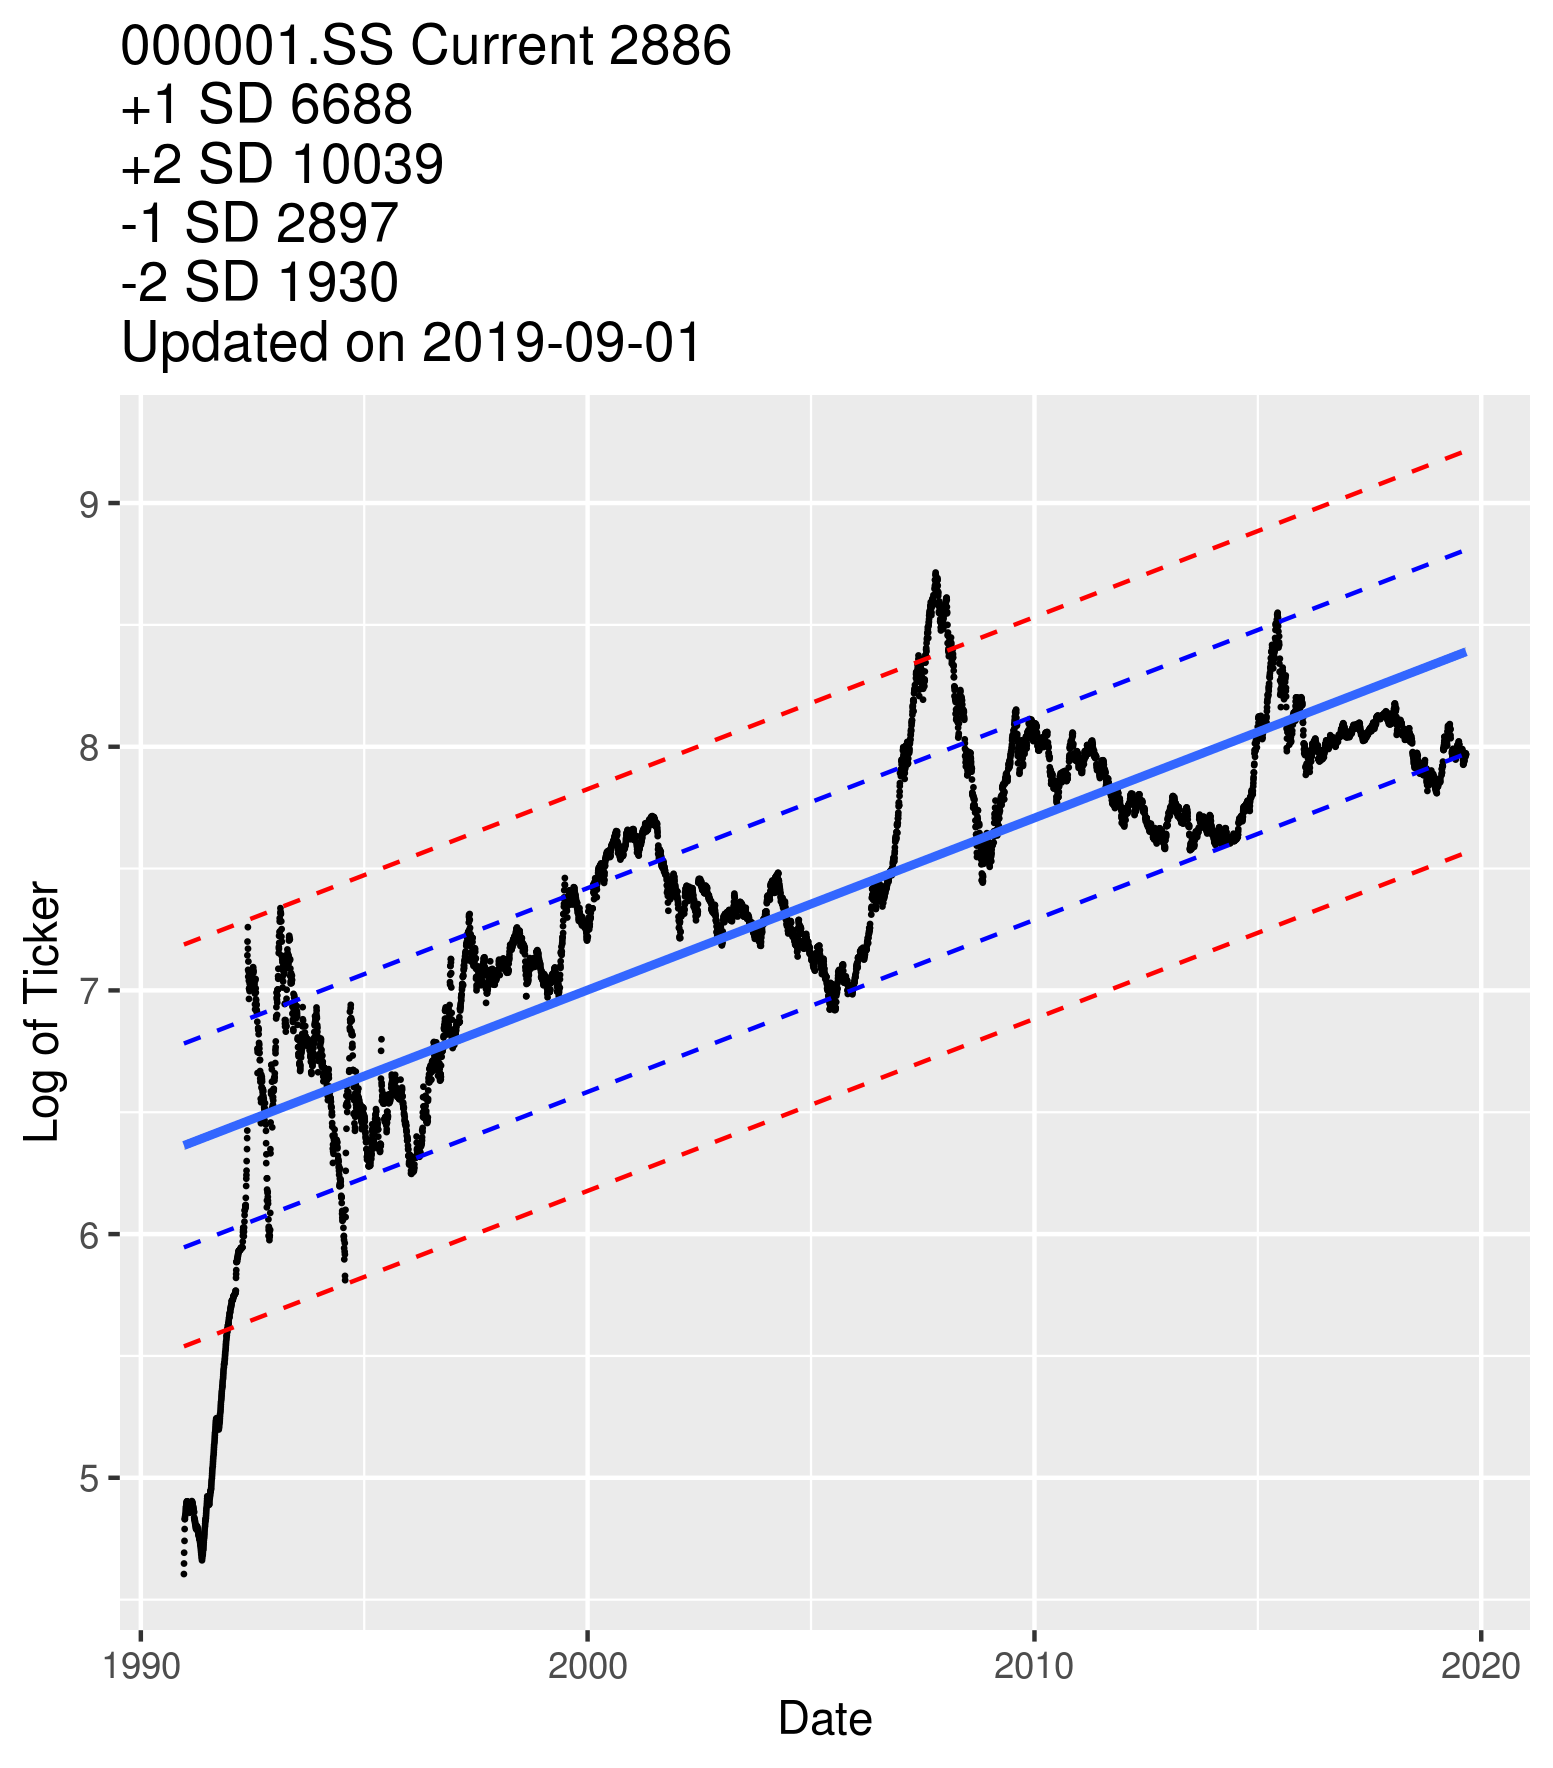 000001.SS Current 2886
+1 SD 6688
+2 SD 10039
-1 SD 2897
-2 SD 1930
Updated on 2019-09-01
Log of Ticker
9
8
7
6
5
1990 2000 2010 2020
Date